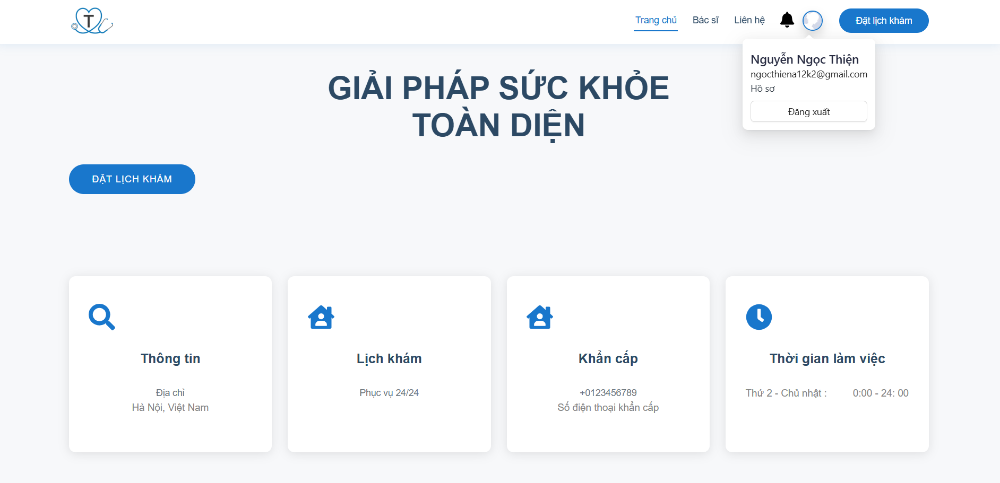 T
Trang chủ
Bác sĩ
Liên hệ
Đặt lịch khám
Nguyễn Ngọc Thiện
ngocthiena12k2@gmail.com
Hồ sơ
Đăng xuất
GIẢI PHÁP SỨC KHỎE
TOÀN DIỆN
ĐẶT LỊCH KHÁM
Thông tin
Địa chỉ
Hà Nội, Việt Nam
Lịch khám
Phục vụ 24/24
Khẩn cấp
+0123456789
Số điện thoại khẩn cấp
Thời gian làm việc
Thứ 2 - Chủ nhật : 0:00 - 24: 00